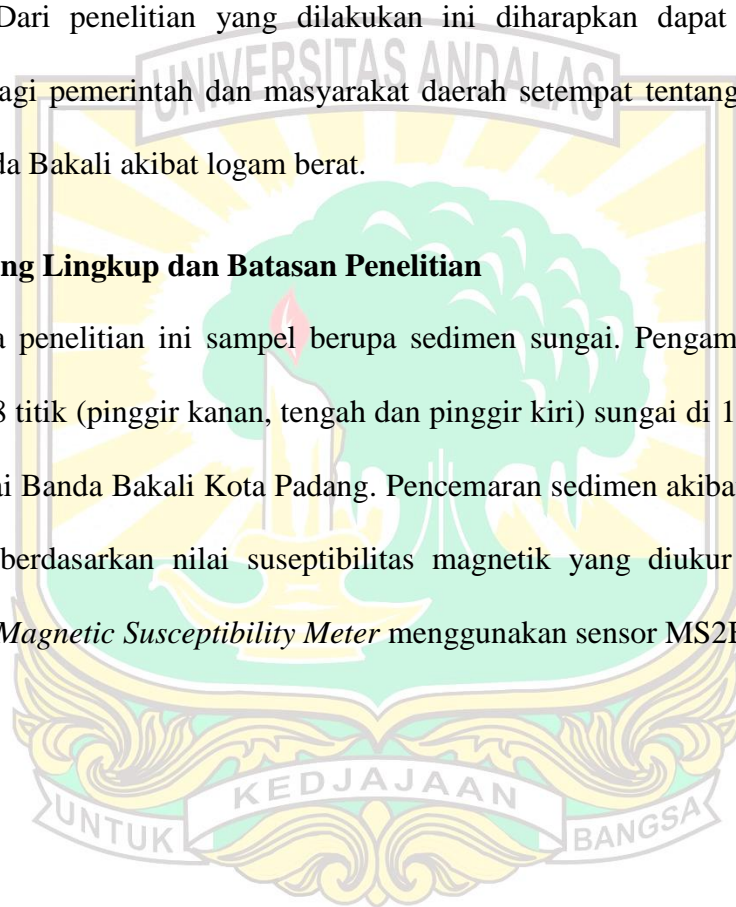 Dari penelitian yang dilakukan ini diharapkan dapat
UNIVERSITAS ANDALAS
agi pemerintah dan masyarakat daerah setempat tentang
da Bakali akibat logam berat.
ng Lingkup dan Batasan Penelitian
a penelitian ini sampel berupa sedimen sungai. Pengam
3 titik (pinggir kanan, tengah dan pinggir kiri) sungai di 1
ai Banda Bakali Kota Padang. Pencemaran sedimen akiba
berdasarkan nilai suseptibilitas magnetik yang diukur
Magnetic Susceptibility Meter menggunakan sensor MS2
UNTUK KEDJAJAAN BANGSA